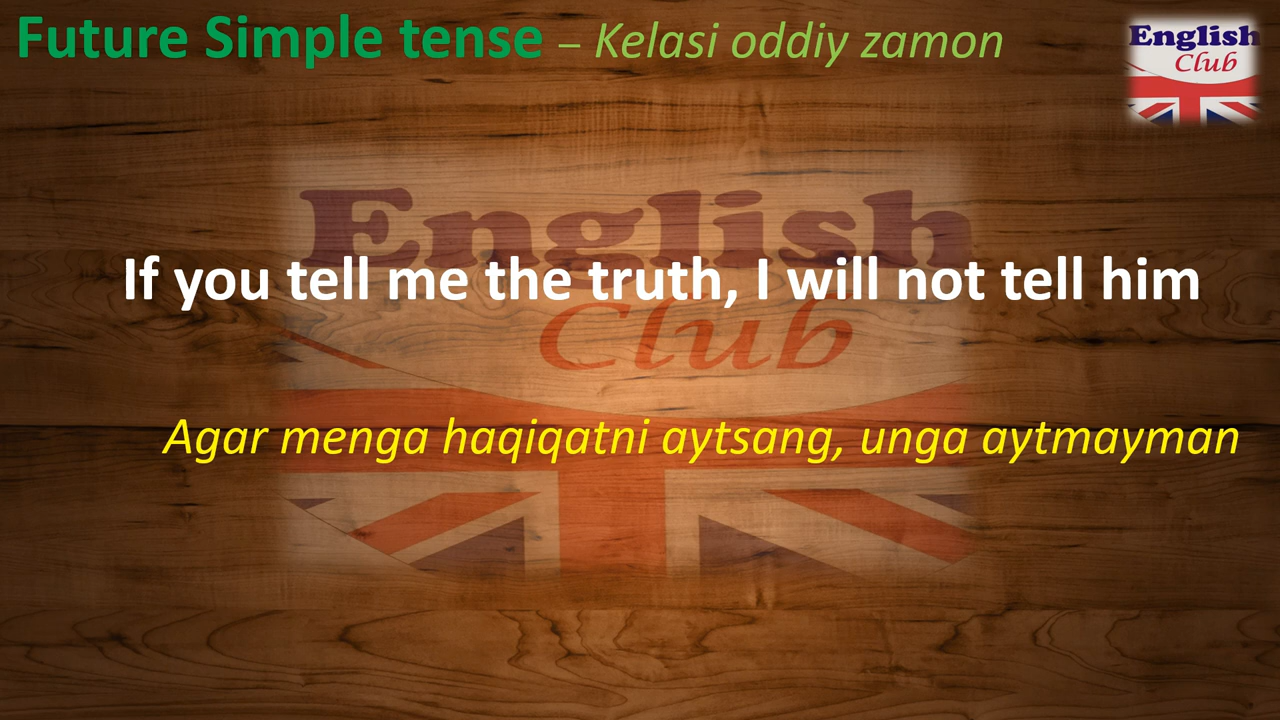 Future Simple tense – Kelasi oddiy zamon
English
Club
English
Club
If you tell me the truth, I will not tell him
Agar menga haqiqatni aytsang, unga aytmayman